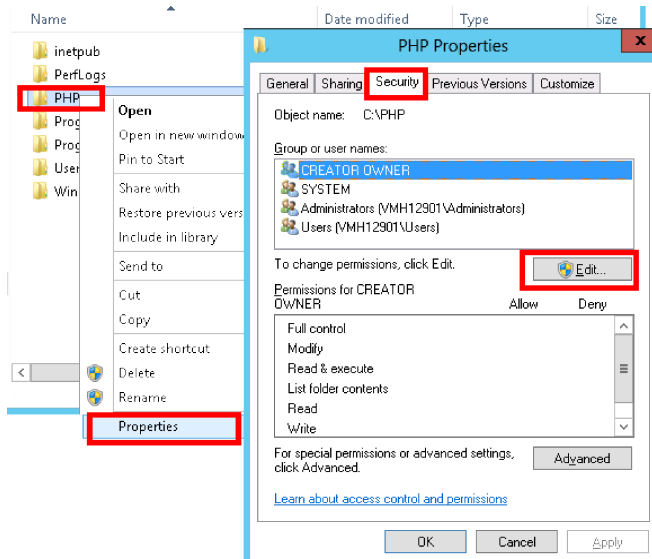 Name Date modified Type Size
inetpub
PerfLogs
PHP
Prog
Prog
User
Win
Open
Open in new window
Pin to Start
Share with
Restore previous vers
Include in library
Send to
Cut
Copy
Create shortcut
Delete
Rename
Properties
PHP Properties
x
General Sharing Security Previous Versions Customize
Object name: C:\PHP
Group or user names:
CREATOR OWNER
SYSTEM
Administrators (VMH12901\Administrators)
Users (VMH12901\Users)
To change permissions, click Edit.
Edit...
Permissions for CREATOR
OWNER Allow Deny
Full control
Modify
Read & execute
List folder contents
Read
Write
For special permissions or advanced settings,
click Advanced.
Advanced
Learn about access control and permissions
OK Cancel Apply